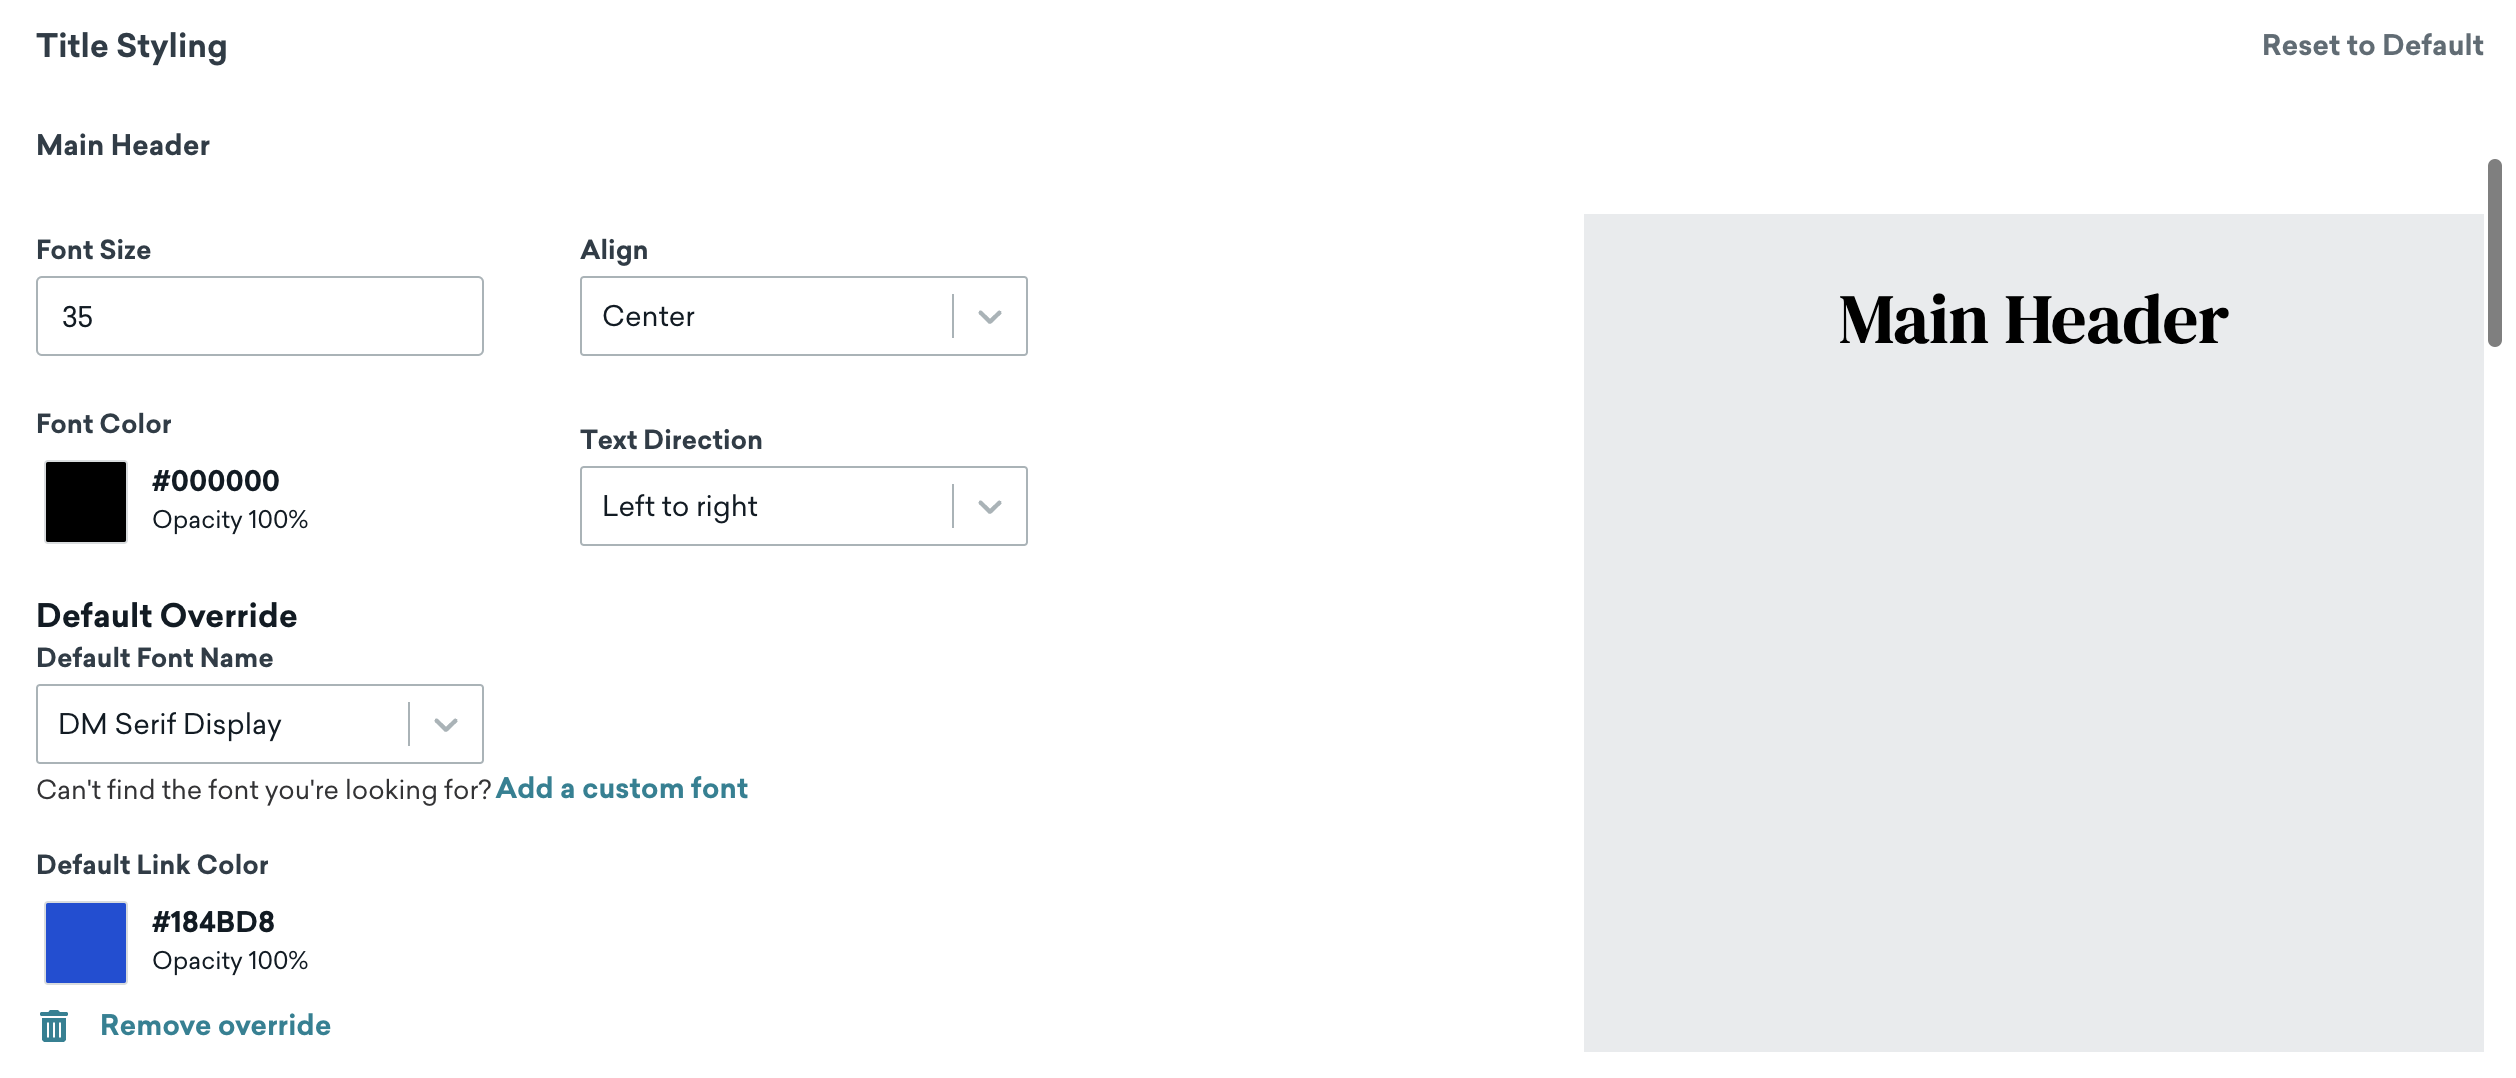 Title Styling
Reset to Default
Main Header
Font Size
Align
35
Center
Main Header
Font Color
#000000
Opacity 100%
Text Direction
Left to right
Default Override
Default Font Name
DM Serif Display
Can't find the font you're looking for? Add a custom font
Default Link Color
#184BD8
Opacity 100%
Remove override